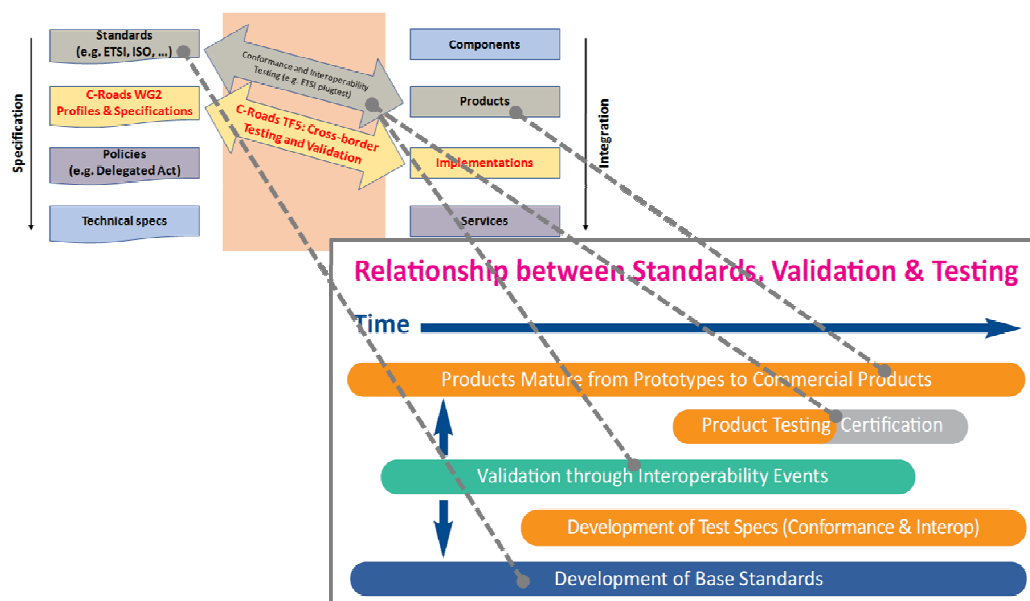 Specification
Standards
(e.g. ETSI, ISO, ...)
C-Roads WG2
Profiles & Specifications
Policies
(e.g. Delegated Act)
Technical specs
Conformance and Interoperability
Testing (e.g. ETSI plugtest)
C-Roads TF5: Cross-border
Testing and Validation
Components
Products
Implementations
Services
Integration
Relationship between Standards, Validation & Testing
Time
Products Mature from Prototypes to Commercial Products
Product Testing Certification
Validation through Interoperability Events
Development of Test Specs (Conformance & Interop)
Development of Base Standards